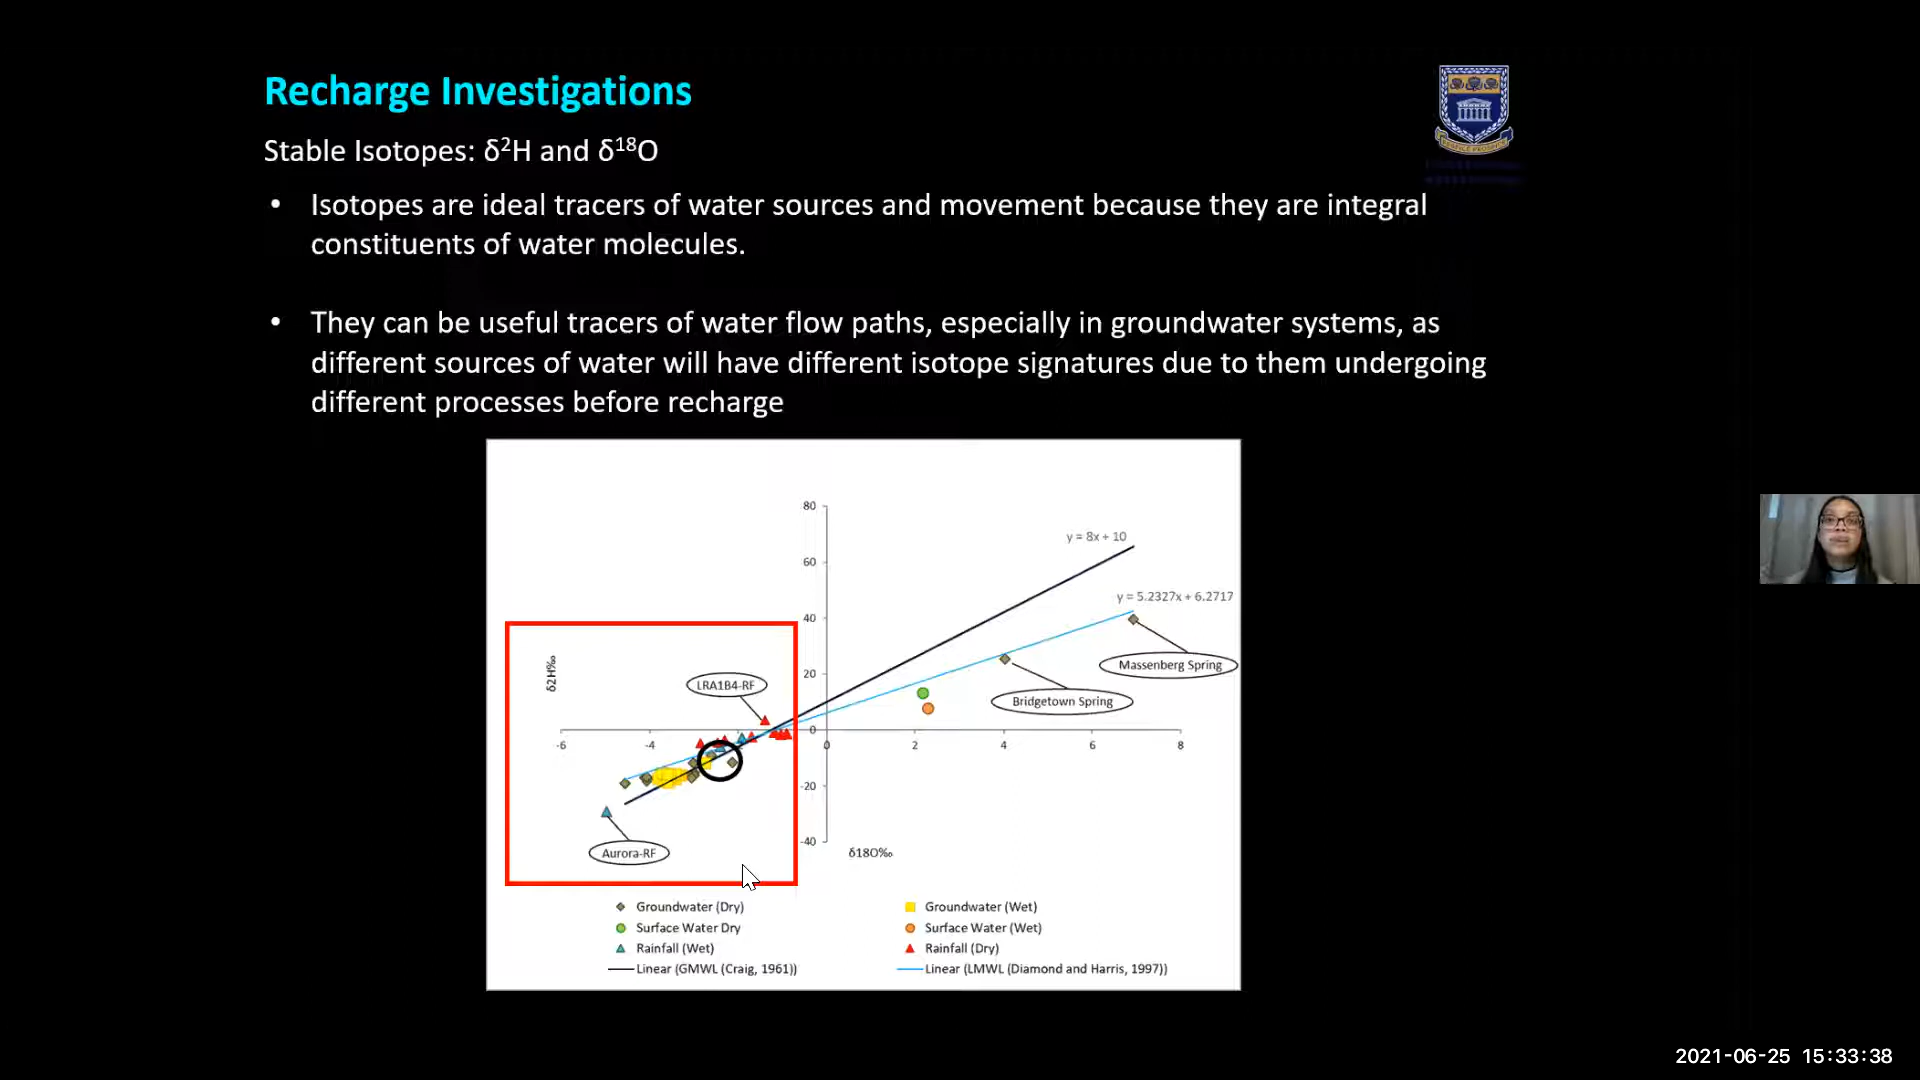 Recharge Investigations
Stable Isotopes: δ²H and δ¹⁸O
• Isotopes are ideal tracers of water sources and movement because they are integral
constituents of water molecules.
• They can be useful tracers of water flow paths, especially in groundwater systems, as
different sources of water will have different isotope signatures due to them undergoing
different processes before recharge
80
y = 8x + 10
60
y = 5.2327x + 6.2717
40
Massenberg Spring
δ2H‰
20
LRA1B4-RF
Bridgetown Spring
0
-6 -4 0 2 4 6 8
-20
-40
Aurora-RF
δ18O‰
Groundwater (Dry) Groundwater (Wet)
Surface Water Dry Surface Water (Wet)
Rainfall (Wet) Rainfall (Dry)
Linear (GMWL (Craig, 1961)) Linear (LMWL (Diamond and Harris, 1997))
2021-06-25 15:33:38